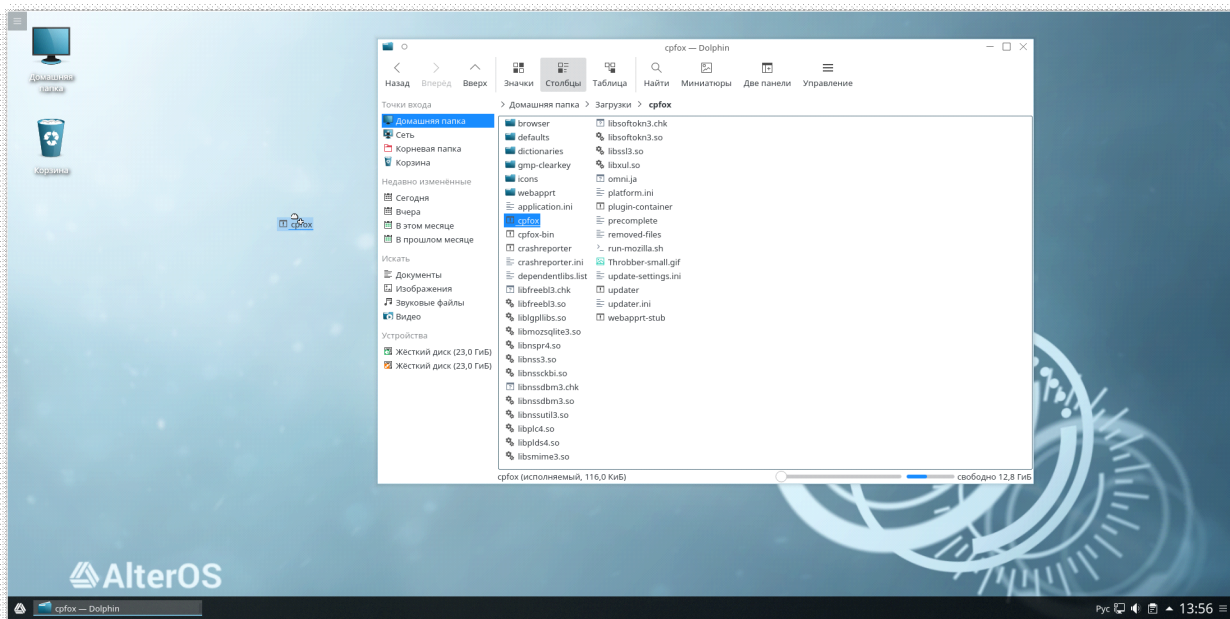 Домашняя
папка
Корзина
cpfox
cpfox — Dolphin
Назад Вперёд Вверх Значки Столбцы Таблица Найти Миниатюры Две панели Управление
Точки входа
Домашняя папка
Сеть
Корневая папка
Корзина
Недавно изменённые
Сегодня
Вчера
В этом месяце
В прошлом месяце
Искать
Документы
Изображения
Звуковые файлы
Видео
Устройства
Жёсткий диск (23,0 ГиБ)
Жёсткий диск (23,0 ГиБ)
> Домашняя папка > Загрузки > cpfox
browser
defaults
dictionaries
gmp-clearkey
icons
webapprt
application.ini
cpfox
cpfox-bin
crashreporter
crashreporter.ini
dependentlibs.list
libfreebl3.chk
libfreebl3.so
liblgpllibs.so
libmozsqlite3.so
libnspr4.so
libnss3.so
libnssckbi.so
libnssdbm3.chk
libnssdbm3.so
libnssutil3.so
libplc4.so
libplds4.so
libsmime3.so
libsoftokn3.chk
libsoftokn3.so
libssl3.so
libxul.so
omni.ja
platform.ini
plugin-container
precomplete
removed-files
run-mozilla.sh
Throbber-small.gif
update-settings.ini
updater
updater.ini
webapprt-stub
cpfox (исполняемый, 116,0 КиБ)
свободно 12,8 ГиБ
AlterOS
cpfox — Dolphin
Рус
13:56